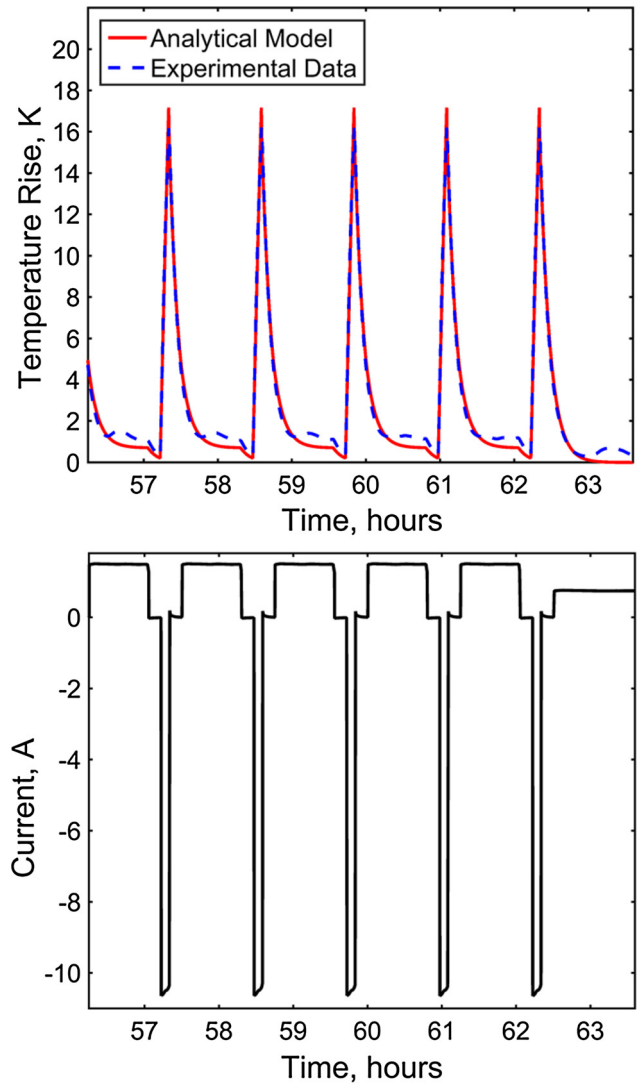 Analytical Model
Experimental Data
Temperature Rise, K
20
18
16
14
12
10
8
6
4
2
0
57 58 59 60 61 62 63
Time, hours
Current, A
0
-2
-4
-6
-8
-10
57 58 59 60 61 62 63
Time, hours